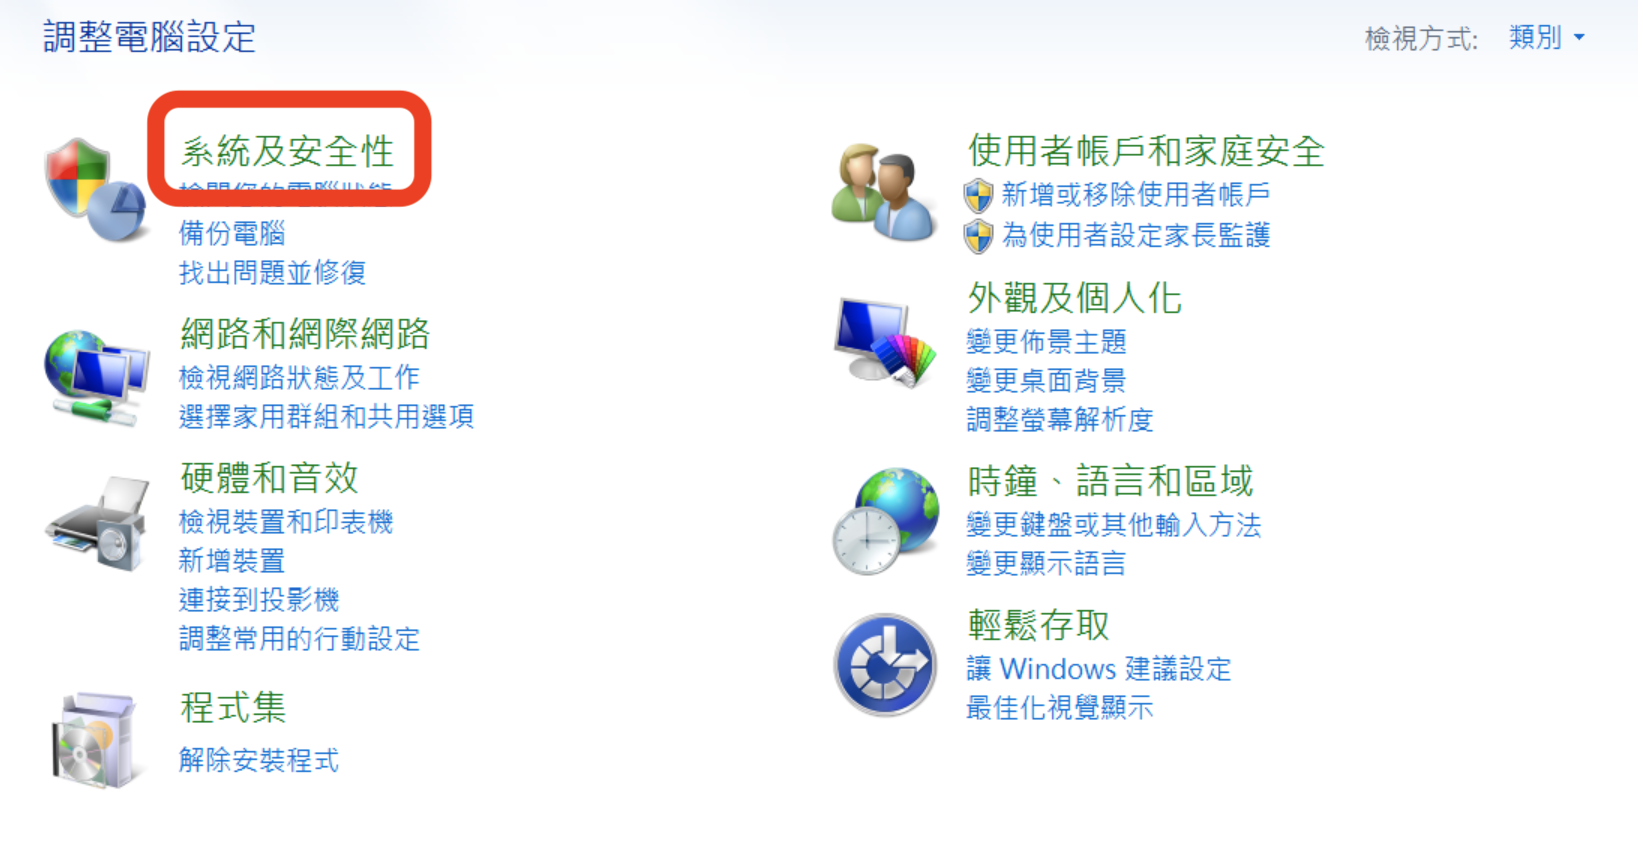 調整電腦設定
檢視方式: 類別
系統及安全性
檢閱您的電腦狀態
備份電腦
找出問題並修復
網路和網際網路
檢視網路狀態及工作
選擇家用群組和共用選項
硬體和音效
檢視裝置和印表機
新增裝置
連接到投影機
調整常用的行動設定
程式集
解除安裝程式
使用者帳戶和家庭安全
新增或移除使用者帳戶
為使用者設定家長監護
外觀及個人化
變更佈景主題
變更桌面背景
調整螢幕解析度
時鐘、語言和區域
變更鍵盤或其他輸入方法
變更顯示語言
輕鬆存取
讓 Windows 建議設定
最佳化視覺顯示